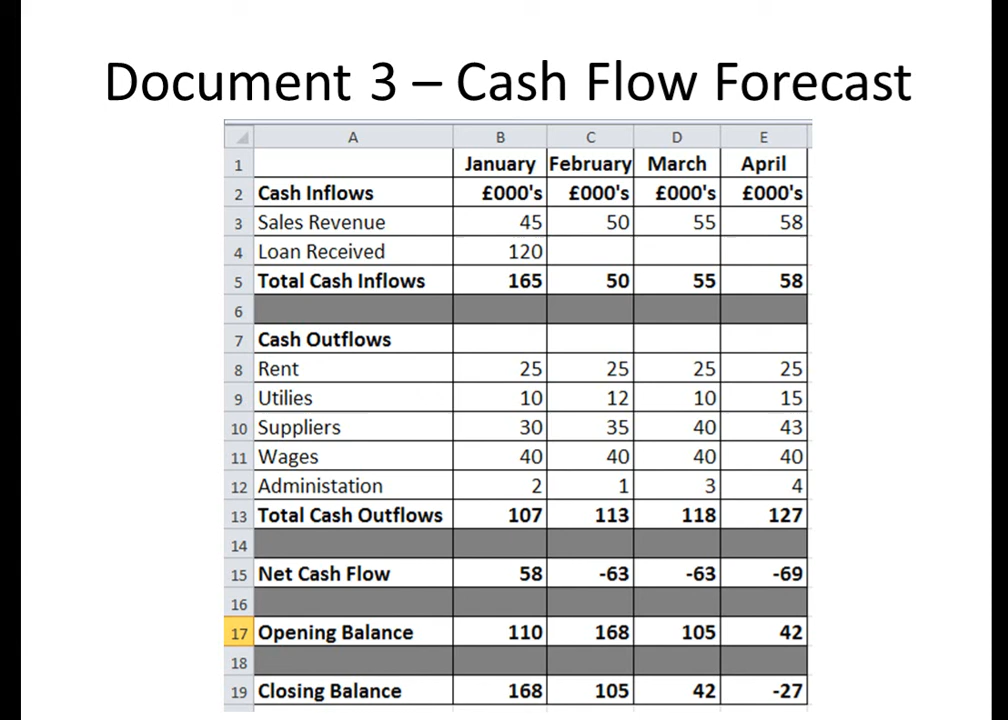 Document 3 – Cash Flow Forecast
A B C D E
1 January February March April
2 Cash Inflows £000's £000's £000's £000's
3 Sales Revenue 45 50 55 58
4 Loan Received 120
5 Total Cash Inflows 165 50 55 58
6
7 Cash Outflows
8 Rent 25 25 25 25
9 Utilies 10 12 10 15
10 Suppliers 30 35 40 43
11 Wages 40 40 40 40
12 Administation 2 1 3 4
13 Total Cash Outflows 107 113 118 127
14
15 Net Cash Flow 58 -63 -63 -69
16
17 Opening Balance 110 168 105 42
18
19 Closing Balance 168 105 42 -27